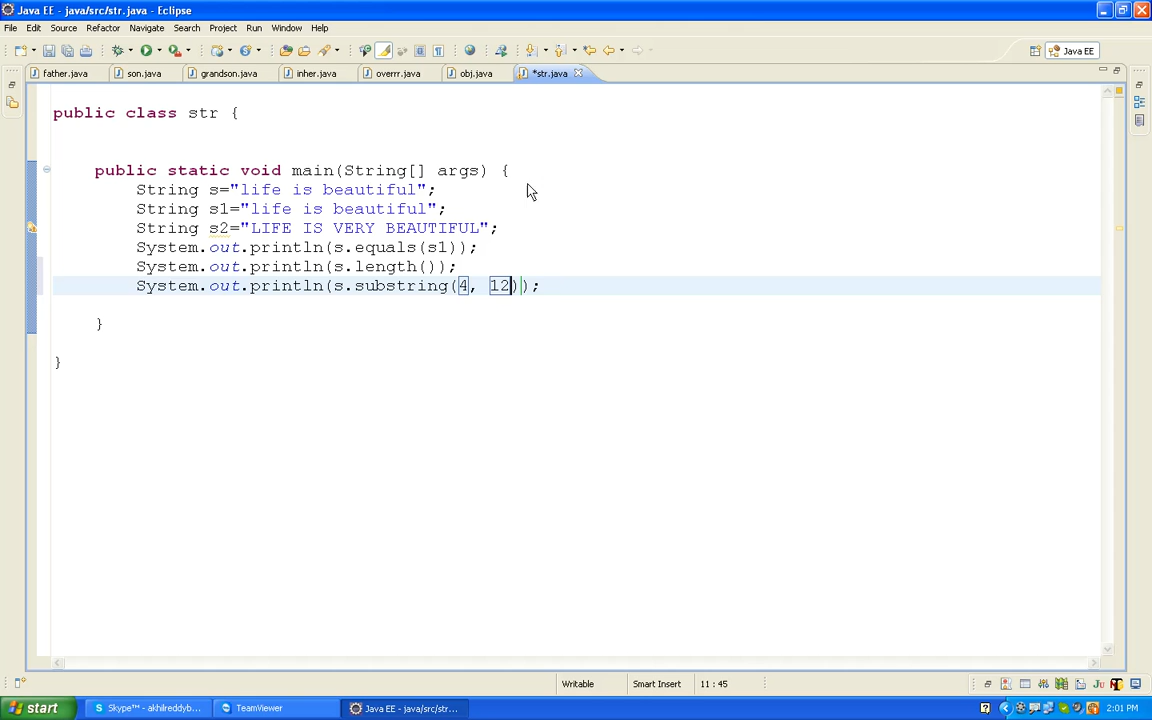 Java EE - java/src/str.java - Eclipse
File Edit Source Refactor Navigate Search Project Run Window Help
Java EE
father.java son.java grandson.java inher.java overrr.java obj.java *str.java
public class str {
public static void main(String[] args) {
String s="life is beautiful";
String s1="life is beautiful";
String s2="LIFE IS VERY BEAUTIFUL";
System.out.println(s.equals(s1));
System.out.println(s.length());
System.out.println(s.substring(4, 12));
}
}
Writable Smart Insert 11 : 45
start Skype™ - akhilreddyb... TeamViewer Java EE - java/src/str... 2:01 PM